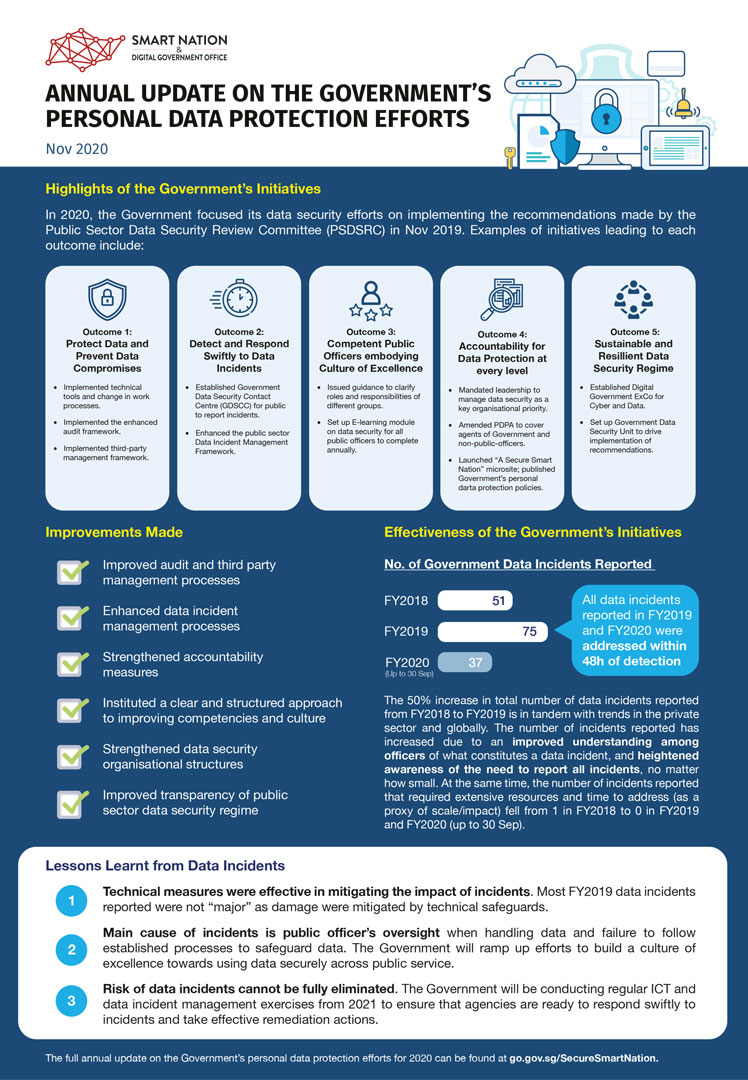 SMART NATION
&
DIGITAL GOVERNMENT OFFICE
ANNUAL UPDATE ON THE GOVERNMENT'S
PERSONAL DATA PROTECTION EFFORTS
Nov 2020
Highlights of the Government's Initiatives
In 2020, the Government focused its data security efforts on implementing the recommendations made by the
Public Sector Data Security Review Committee (PSDSRC) in Nov 2019. Examples of initiatives leading to each
outcome include:
Outcome 1:
Protect Data and
Prevent Data
Compromises
• Implemented technical
tools and change in work
processes.
• Implemented the enhanced
audit framework.
• Implemented third-party
management framework.
Outcome 2:
Detect and Respond
Swiftly to Data
Incidents
• Established Government
Data Security Contact
Centre (GDSCC) for public
to report incidents.
• Enhanced the public sector
Data Incident Management
Framework.
Outcome 3:
Competent Public
Officers embodying
Culture of Excellence
• Issued guidance to clarify
roles and responsibilities of
different groups.
• Set up E-learning module
on data security for all
public officers to complete
annually.
Outcome 4:
Accountability for
Data Protection at
every level
• Mandated leadership to
manage data security as a
key organisational priority.
• Amended PDPA to cover
agents of Government and
non-public-officers.
• Launched "A Secure Smart
Nation" microsite; published
Government's personal
darta protection policies.
Outcome 5:
Sustainable and
Resillient Data
Security Regime
• Established Digital
Government ExCo for
Cyber and Data.
• Set up Government Data
Security Unit to drive
implementation of
recommendations.
Improvements Made
Improved audit and third party
management processes
Enhanced data incident
management processes
Strengthened accountability
measures
Instituted a clear and structured approach
to improving competencies and culture
Strengthened data security
organisational structures
Improved transparency of public
sector data security regime
Effectiveness of the Government's Initiatives
No. of Government Data Incidents Reported
FY2018 51
FY2019 75
FY2020 37
(Up to 30 Sep)
All data incidents
reported in FY2019
and FY2020 were
addressed within
48h of detection
The 50% increase in total number of data incidents reported
from FY2018 to FY2019 is in tandem with trends in the private
sector and globally. The number of incidents reported has
increased due to an improved understanding among
officers of what constitutes a data incident, and heightened
awareness of the need to report all incidents, no matter
how small. At the same time, the number of incidents reported
that required extensive resources and time to address (as a
proxy of scale/impact) fell from 1 in FY2018 to 0 in FY2019
and FY2020 (up to 30 Sep).
Lessons Learnt from Data Incidents
1
Technical measures were effective in mitigating the impact of incidents. Most FY2019 data incidents
reported were not "major" as damage were mitigated by technical safeguards.
2
Main cause of incidents is public officer's oversight when handling data and failure to follow
established processes to safeguard data. The Government will ramp up efforts to build a culture of
excellence towards using data securely across public service.
3
Risk of data incidents cannot be fully eliminated. The Government will be conducting regular ICT and
data incident management exercises from 2021 to ensure that agencies are ready to respond swiftly to
incidents and take effective remediation actions.
The full annual update on the Government's personal data protection efforts for 2020 can be found at go.gov.sg/SecureSmartNation.